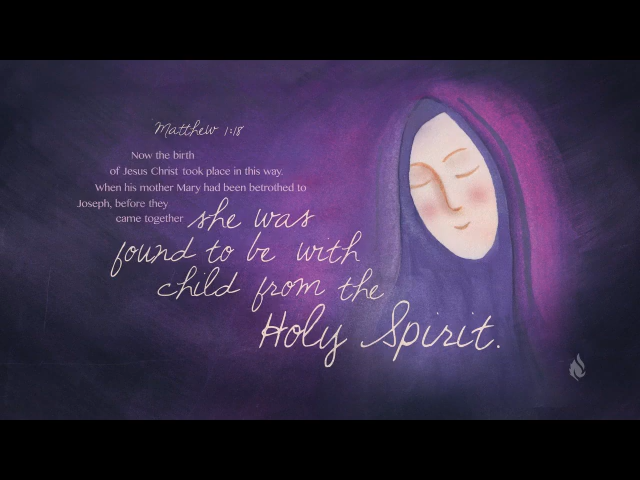 Matthew 1:18
Now the birth
of Jesus Christ took place in this way.
When his mother Mary had been betrothed to
Joseph, before they
came together she was
found to be with
child from the
Holy Spirit.